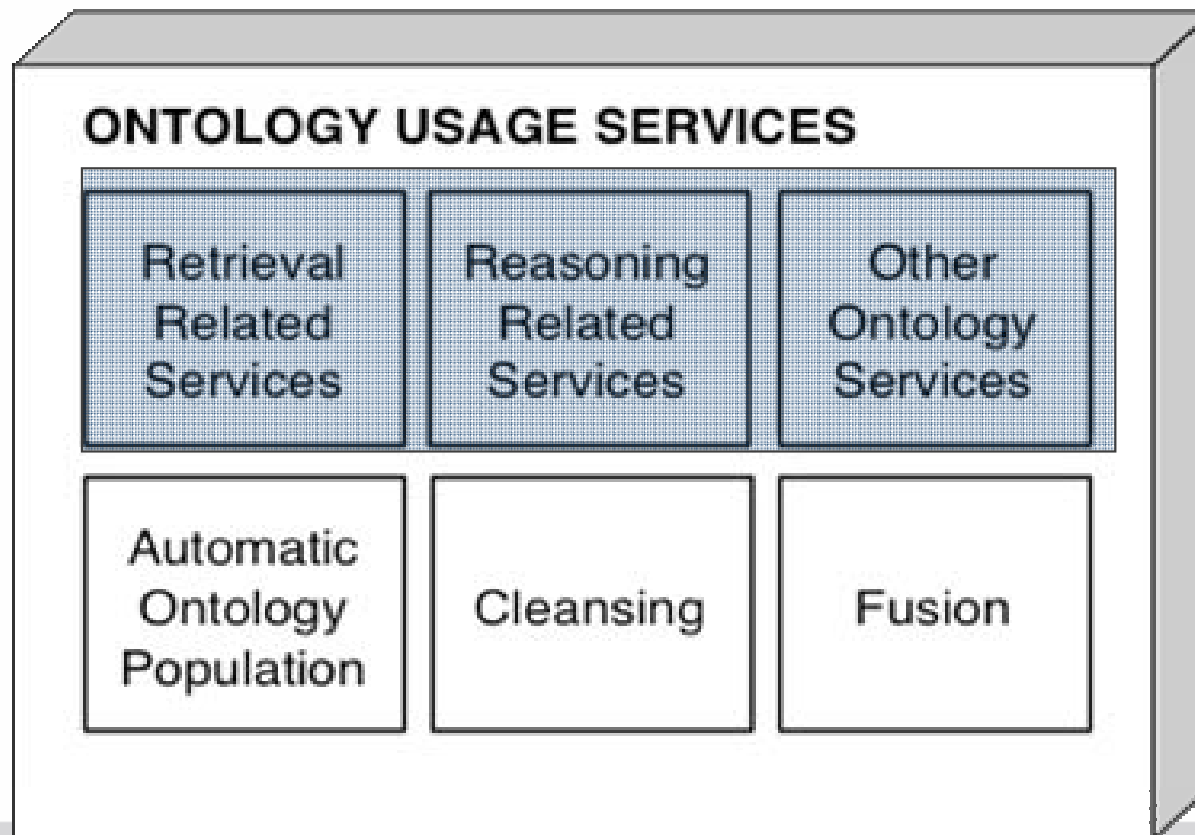 ONTOLOGY USAGE SERVICES
Retrieval
Related
Services
Reasoning
Related
Services
Other
Ontology
Services
Automatic
Ontology
Population
Cleansing
Fusion